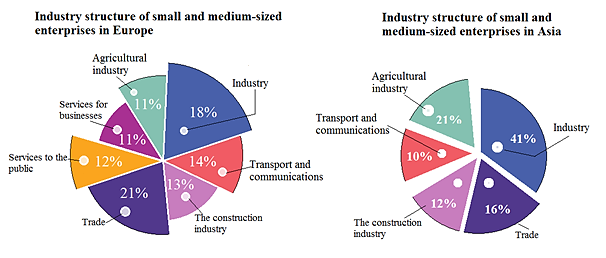 Industry structure of small and medium-sized
enterprises in Europe
Agricultural
industry
11%
Industry
18%
Services for
businesses
11%
Services to the
public
12%
14%
Transport and
communications
13%
The construction
industry
21%
Trade
Industry structure of small and
medium-sized enterprises in Asia
Agricultural
industry
21%
41%
Industry
Transport and
communications
10%
The construction
industry
12%
16%
Trade